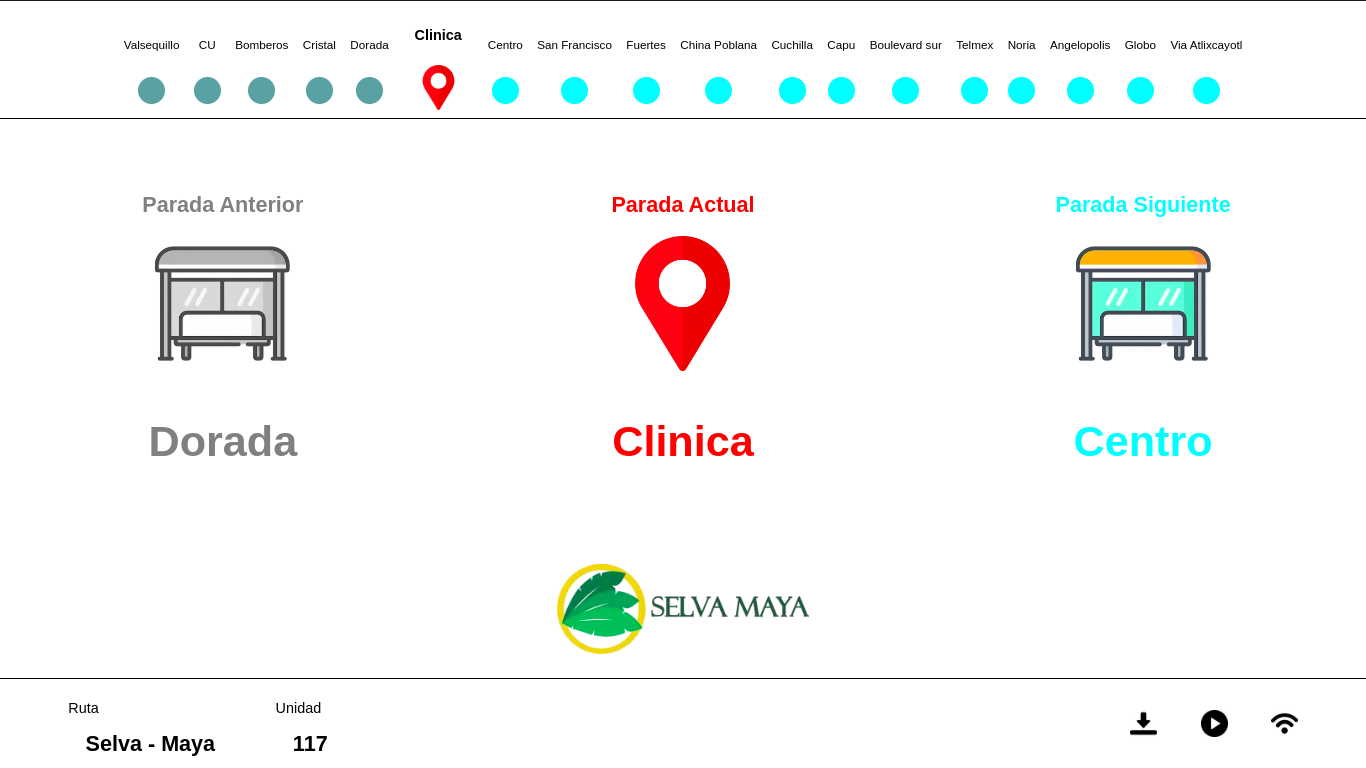 Valsequillo CU Bomberos Cristal Dorada Clinica Centro San Francisco Fuertes China Poblana Cuchilla Capu Boulevard sur Telmex Noria Angelopolis Globo Via Atlixcayotl
Parada Anterior Parada Actual Parada Siguiente
Dorada Clinica Centro
SELVA MAYA
Ruta Unidad
Selva - Maya 117